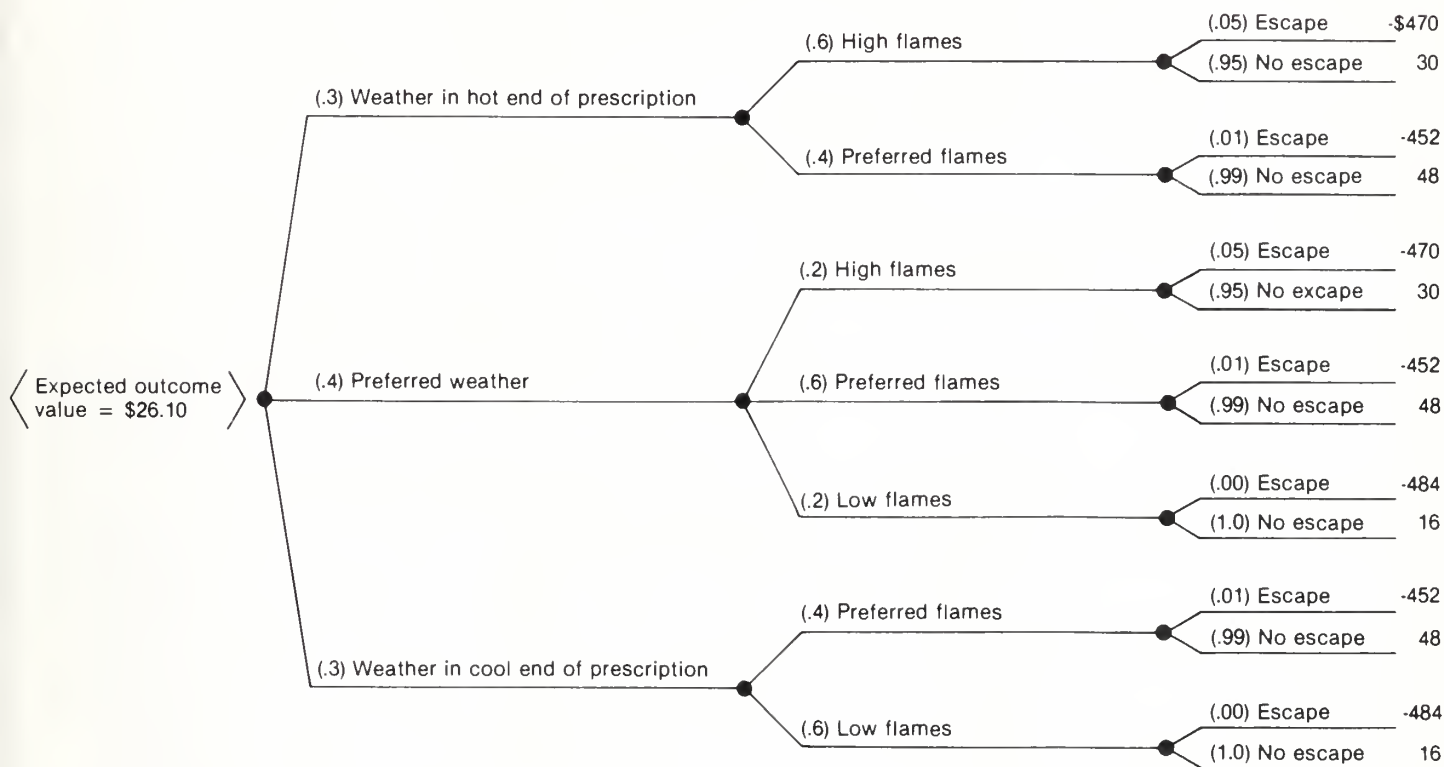 (.05) Escape -$470
(.6) High flames
(.95) No escape 30
(.3) Weather in hot end of prescription
(.01) Escape -452
(.4) Preferred flames
(.99) No escape 48
(.05) Escape -470
(.2) High flames
(.95) No excape 30
(.01) Escape -452
Expected outcome
value = $26.10
(.4) Preferred weather
(.6) Preferred flames
(.99) No escape 48
(.00) Escape -484
(.2) Low flames
(1.0) No escape 16
(.01) Escape -452
(.4) Preferred flames
(.99) No escape 48
(.3) Weather in cool end of prescription
(.00) Escape -484
(.6) Low flames
(1.0) No escape 16